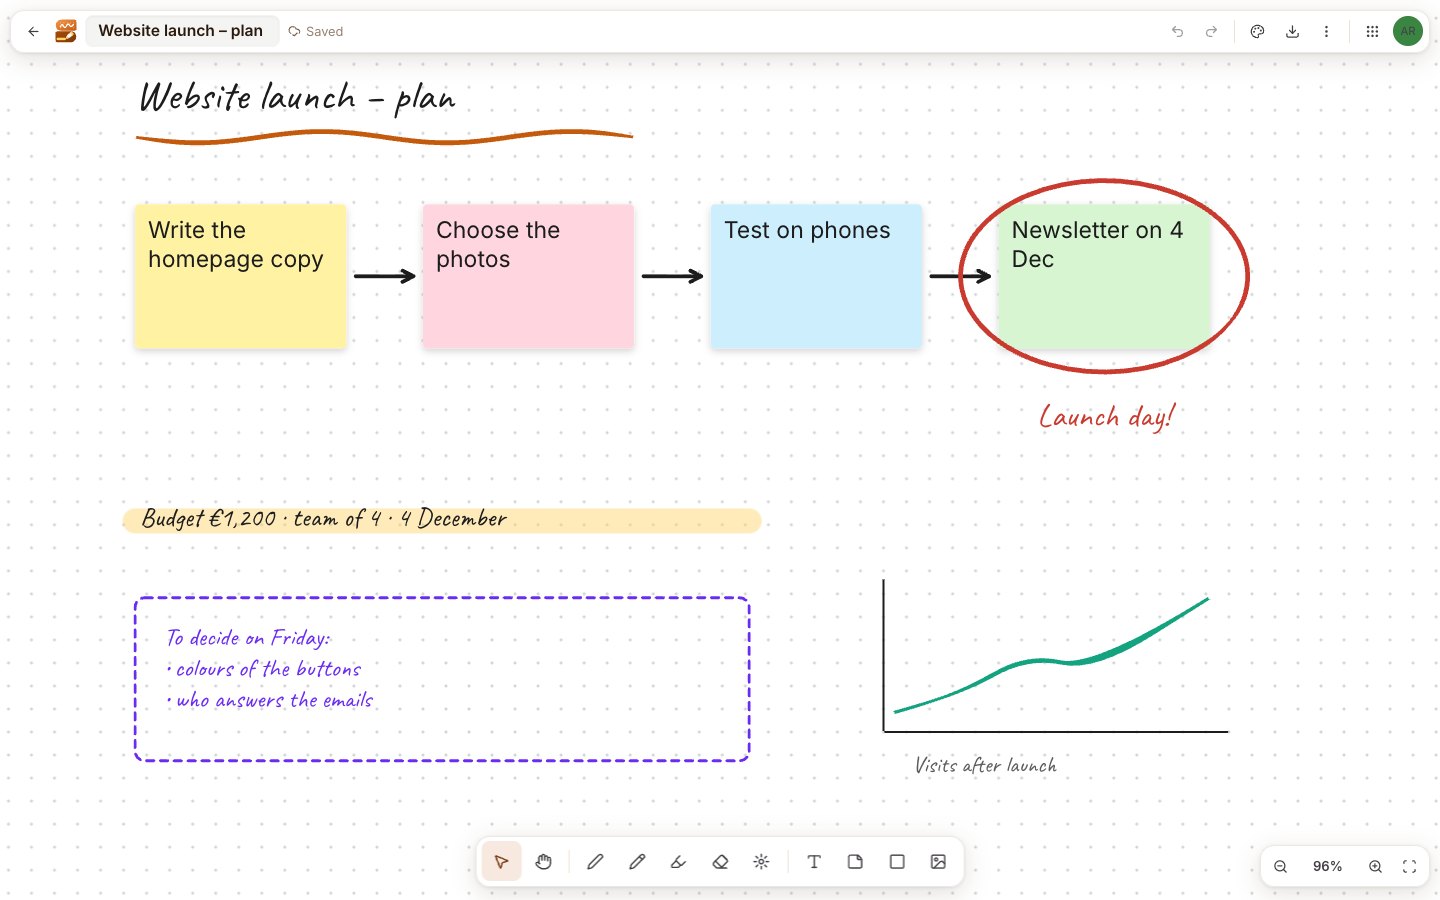 Website launch – plan
Saved
AR
Website launch – plan
Write the
homepage copy
Choose the
photos
Test on phones
Newsletter on 4
Dec
Launch day!
Budget €1,200 · team of 4 · 4 December
To decide on Friday:
• colours of the buttons
• who answers the emails
Visits after launch
96%